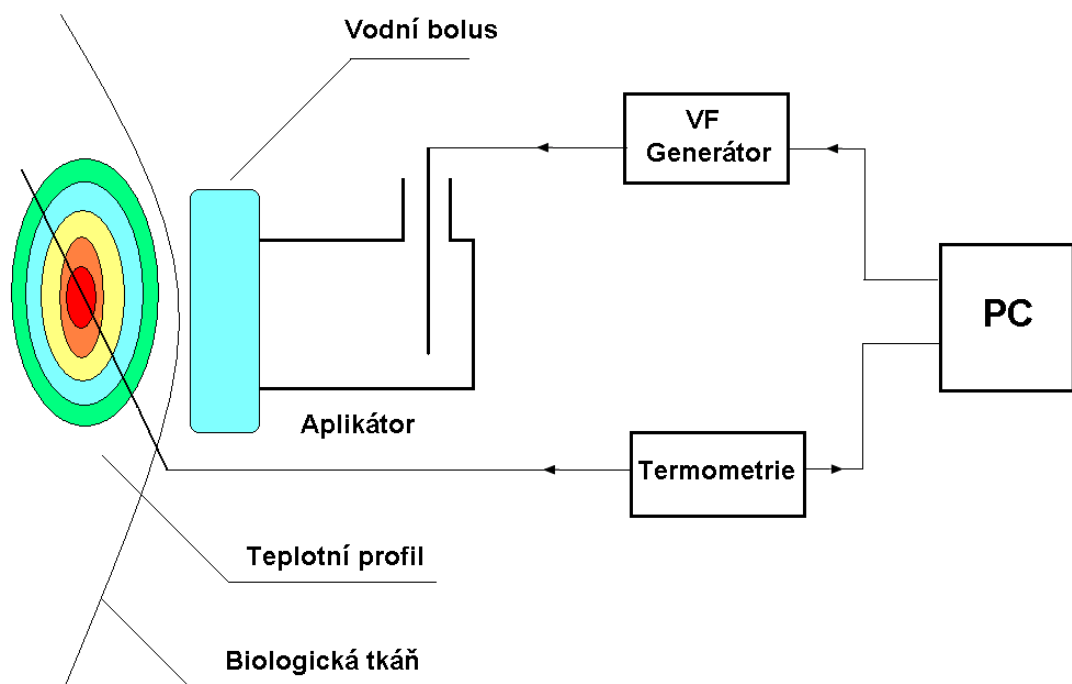 Vodní bolus
VF
Generátor
PC
Aplikátor
Termometrie
Teplotní profil
Biologická tkáň